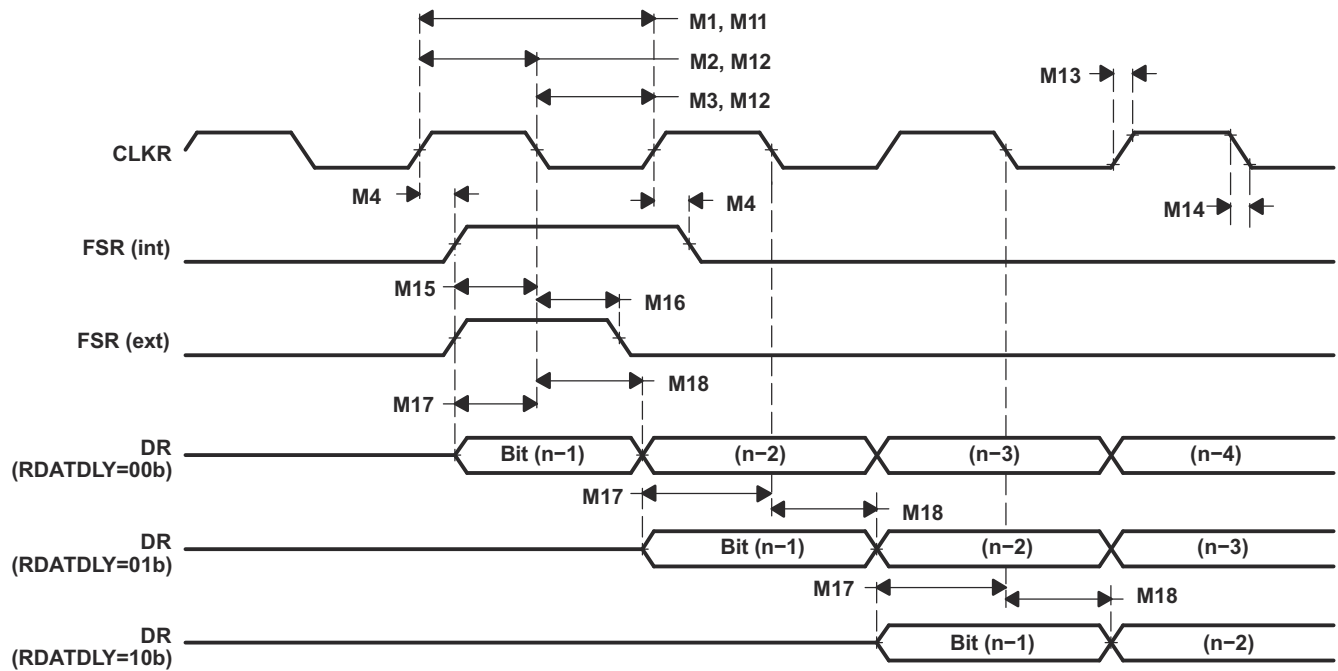 M1, M11
M2, M12
M13
M3, M12
CLKR
M4
M4
M14
FSR (int)
M15
M16
FSR (ext)
M18
M17
DR
(RDATDLY=00b)
Bit (n−1)
(n−2)
(n−3)
(n−4)
M17
M18
DR
(RDATDLY=01b)
Bit (n−1)
(n−2)
(n−3)
M17
M18
DR
(RDATDLY=10b)
Bit (n−1)
(n−2)